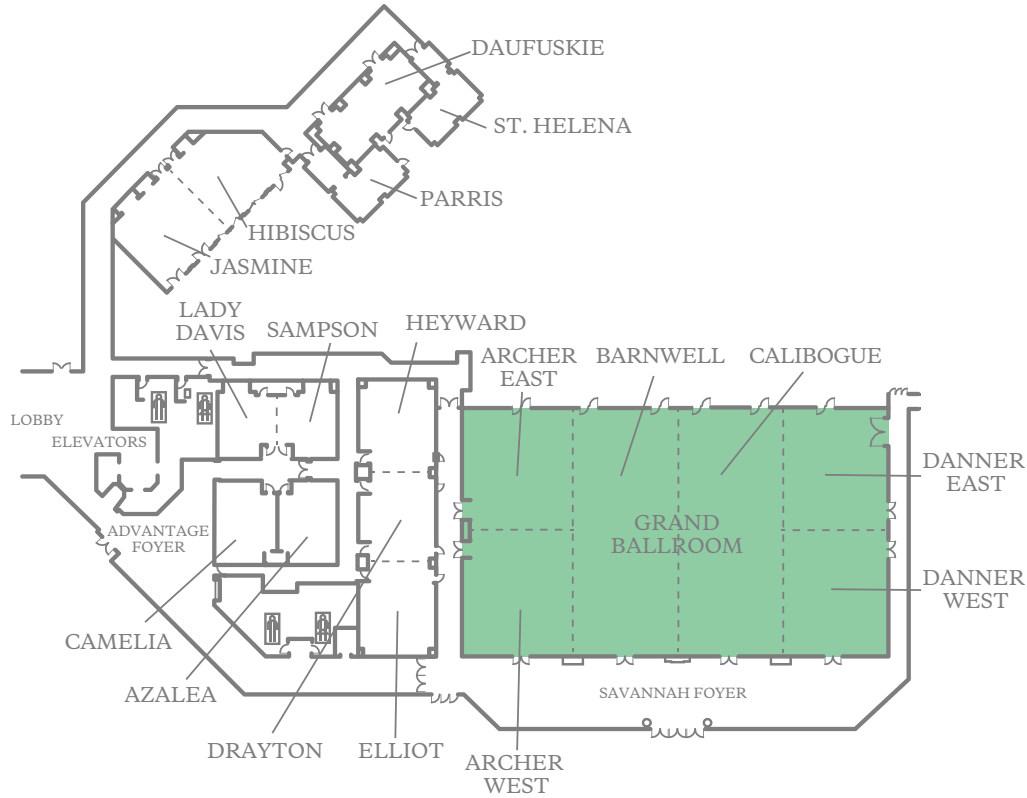 DAUFUSKIE
ST. HELENA
PARRIS
HIBISCUS
JASMINE
LADY
DAVIS
SAMPSON
HEYWARD
ARCHER
EAST
BARNWELL
CALIBOGUE
LOBBY
ELEVATORS
DANNER
EAST
ADVANTAGE
FOYER
GRAND
BALLROOM
DANNER
WEST
CAMELIA
AZALEA
SAVANNAH FOYER
DRAYTON
ELLIOT
ARCHER
WEST